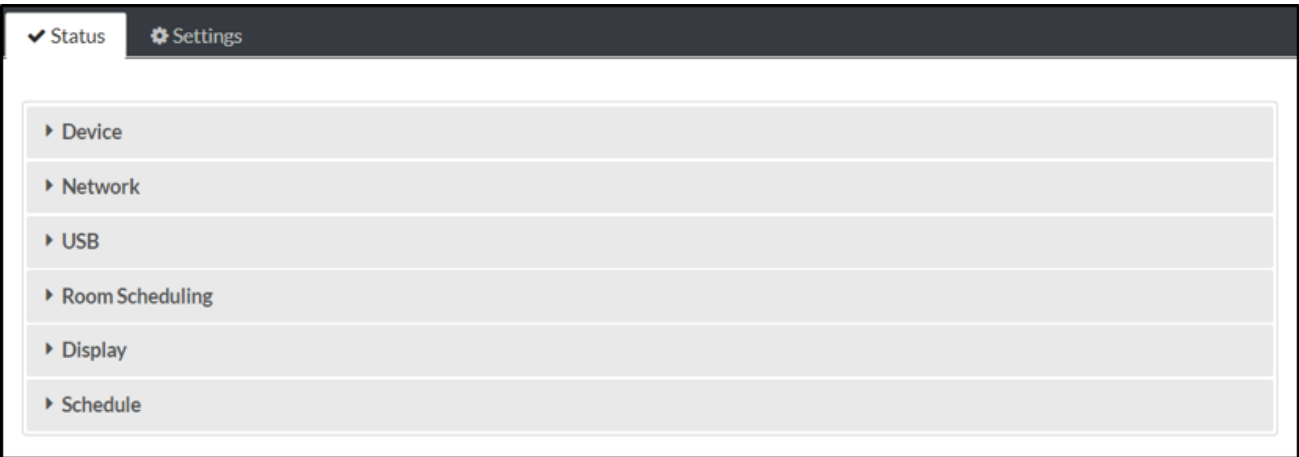 Status Settings
Device
Network
USB
Room Scheduling
Display
Schedule